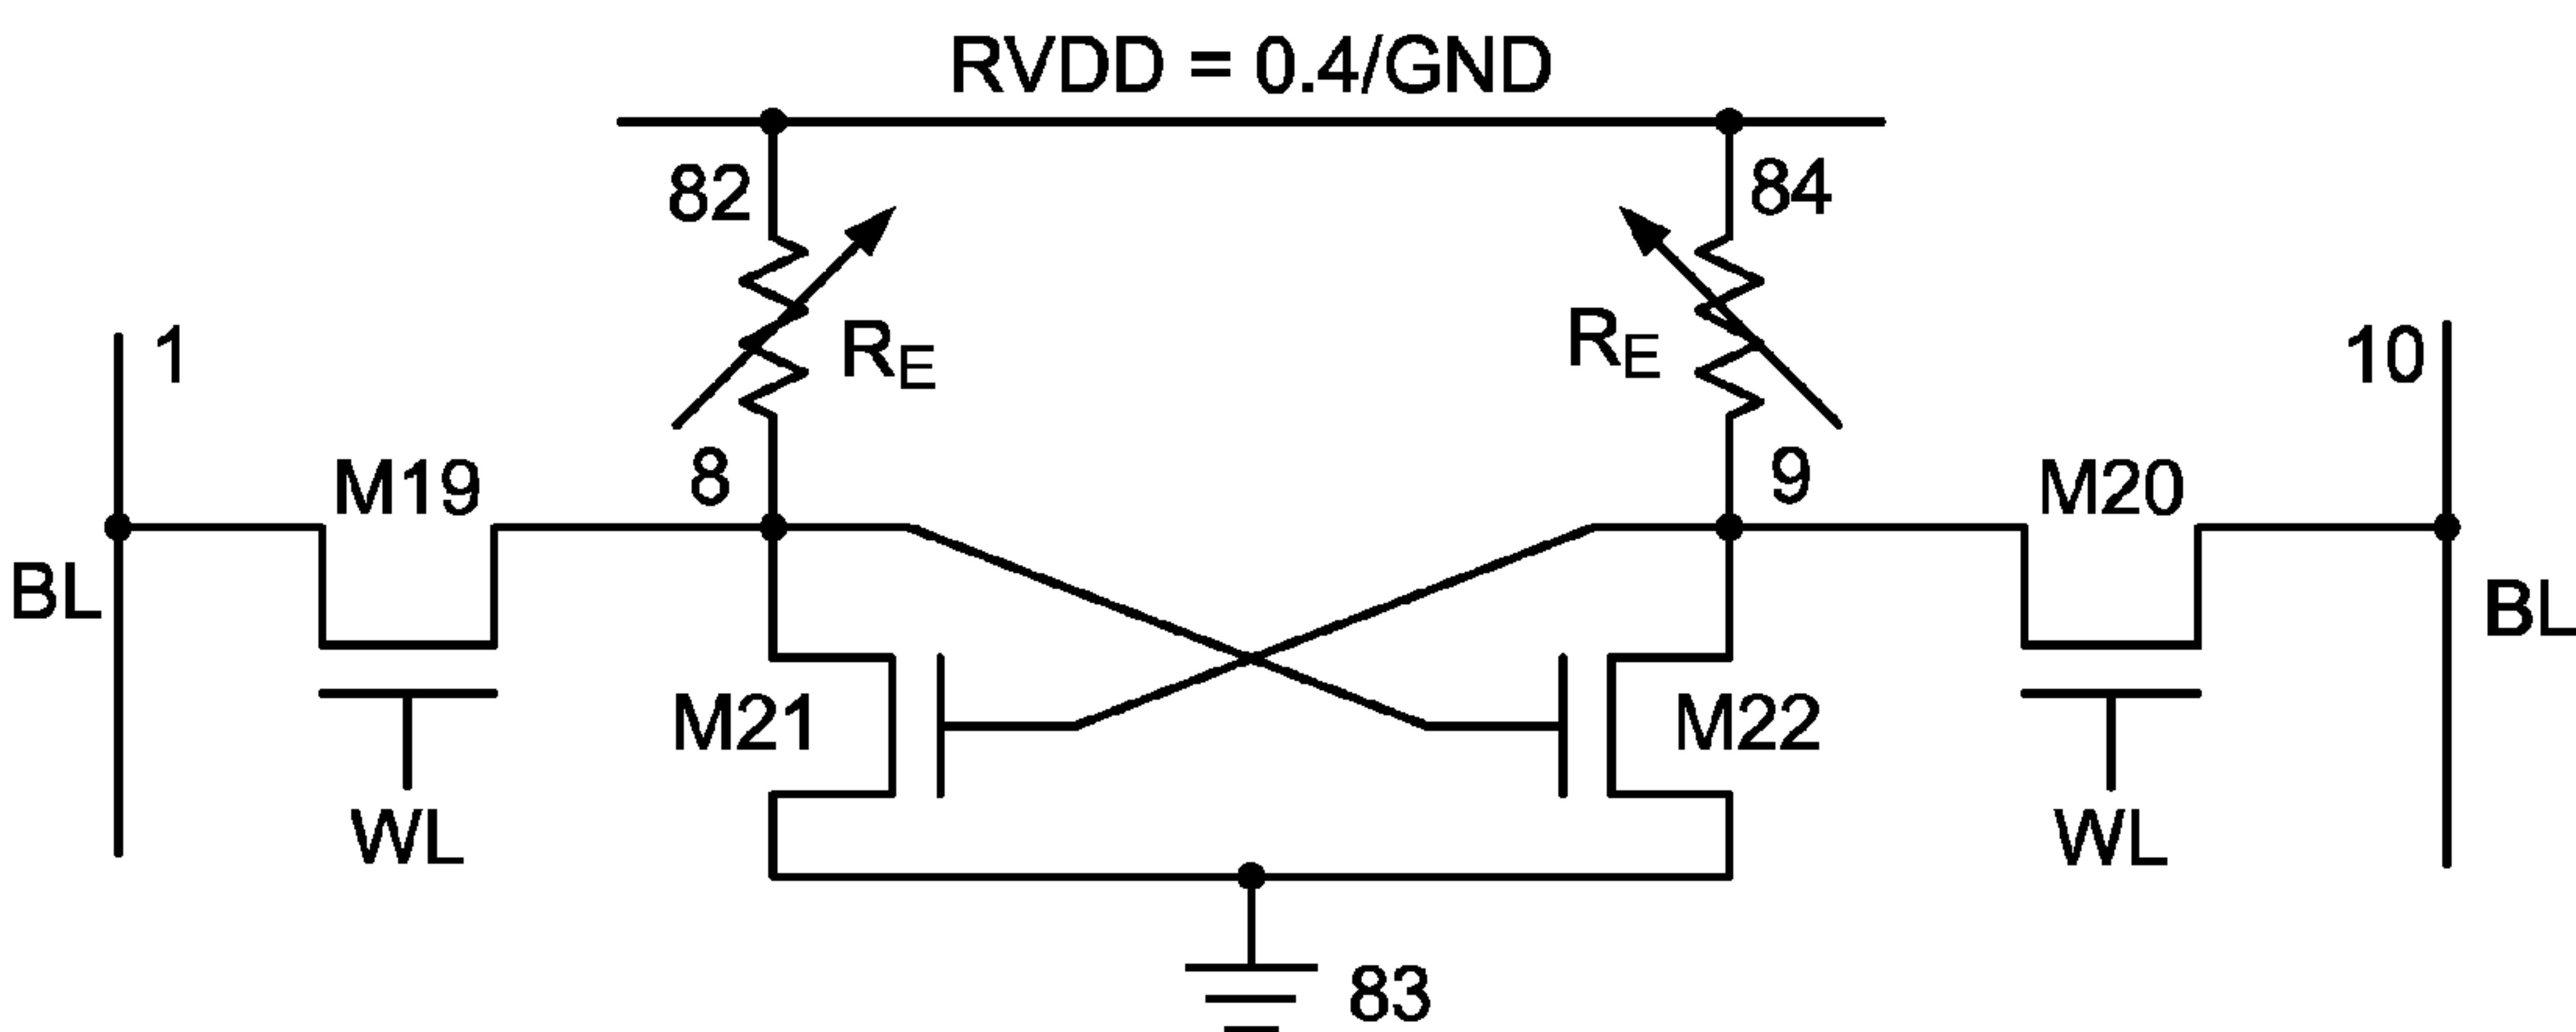 RVDD = 0.4/GND
82
84
1
RE
RE
10
M19
8
9
M20
BL
BL
M21
M22
WL
WL
83